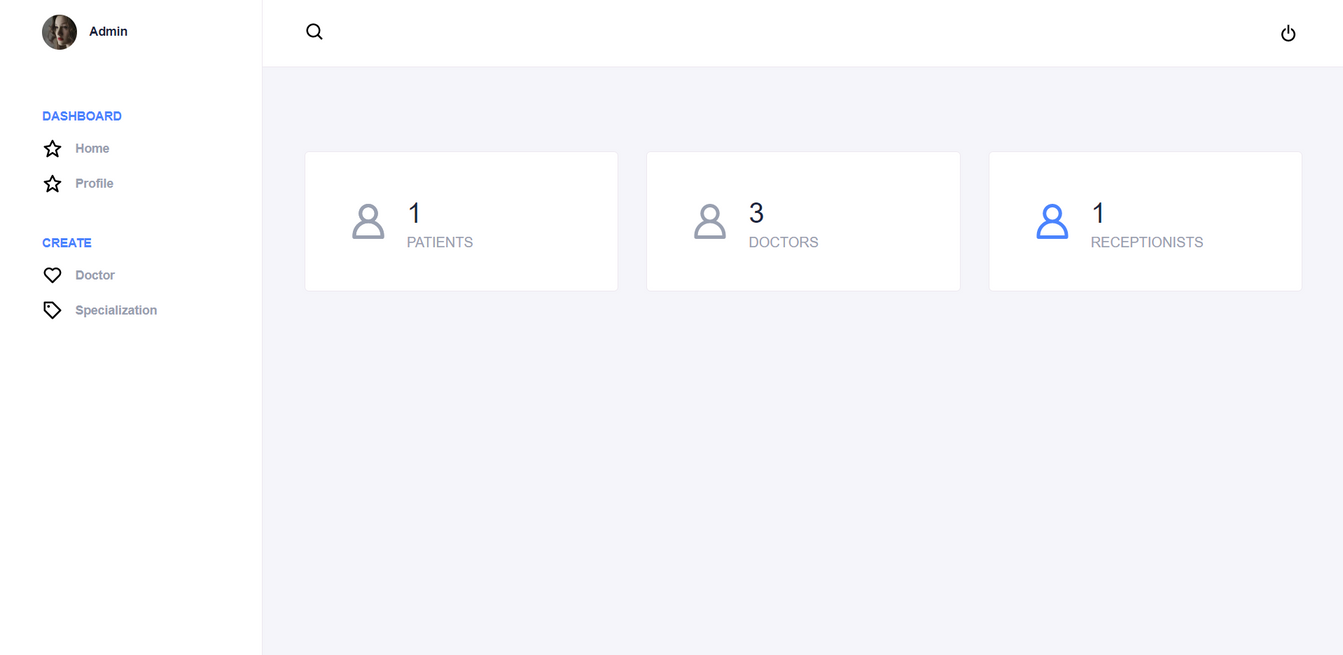 Admin
DASHBOARD
Home
Profile
CREATE
Doctor
Specialization
1
PATIENTS
3
DOCTORS
1
RECEPTIONISTS